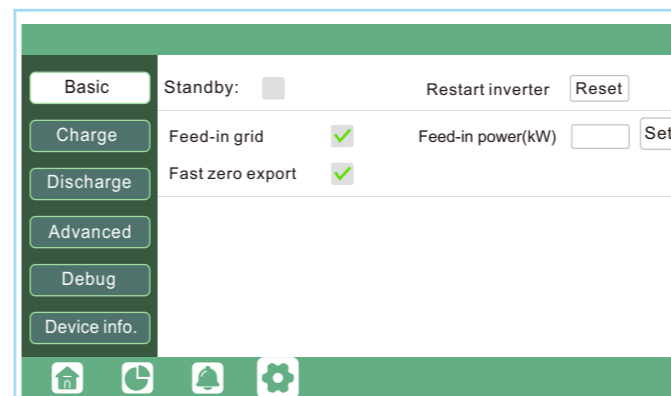 Basic
Standby:
Restart inverter
Reset
Charge
Feed-in grid
Feed-in power(kW)
Set
Fast zero export
Discharge
Advanced
Debug
Device info.